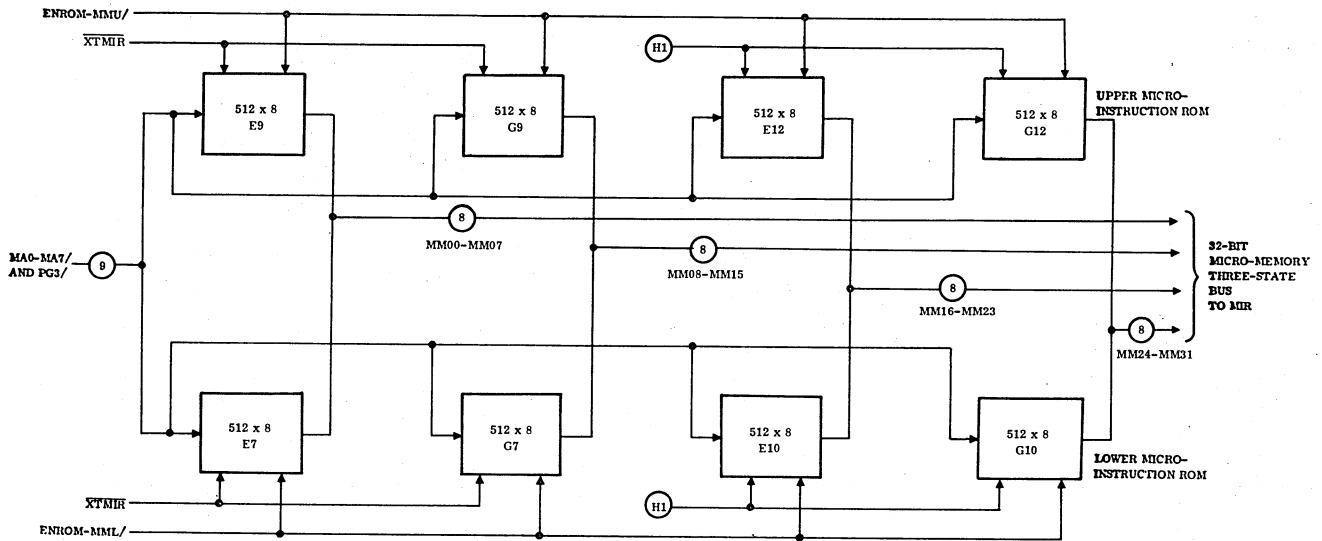 ENROM-MMU/
XTMIR
H1
512 x 8
E9
512 x 8
G9
512 x 8
E12
512 x 8
G12
UPPER MICRO-
INSTRUCTION ROM
8
MM00-MM07
MA0-MA7/
AND PG3/
9
8
MM08-MM15
8
MM16-MM23
8
MM24-MM31
32-BIT
MICRO-MEMORY
THREE-STATE
BUS
TO MIR
512 x 8
E7
512 x 8
G7
512 x 8
E10
512 x 8
G10
LOWER MICRO-
INSTRUCTION ROM
XTMIR
H1
ENROM-MML/